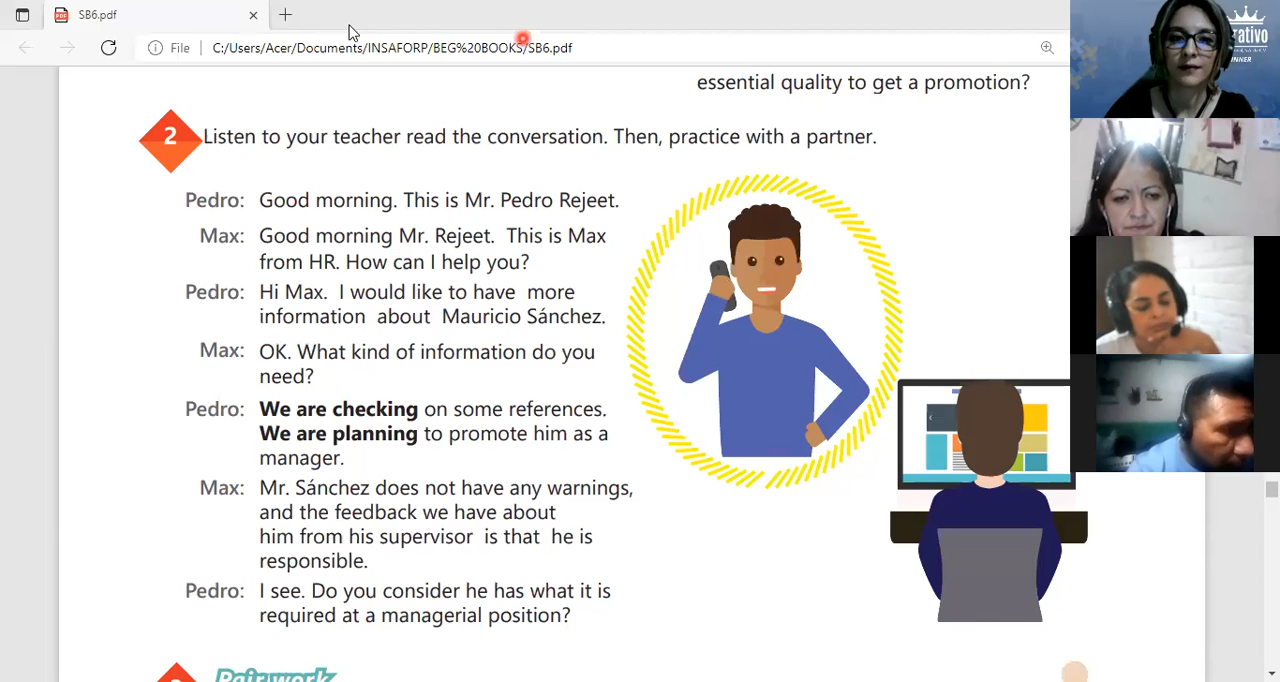 SB6.pdf
File C:/Users/Acer/Documents/INSAFORP/BEG%20BOOKS/SB6.pdf
essential quality to get a promotion?
2 Listen to your teacher read the conversation. Then, practice with a partner.
Pedro: Good morning. This is Mr. Pedro Rejeet.
Max: Good morning Mr. Rejeet. This is Max
from HR. How can I help you?
Pedro: Hi Max. I would like to have more
information about Mauricio Sánchez.
Max: OK. What kind of information do you
need?
Pedro: We are checking on some references.
We are planning to promote him as a
manager.
Max: Mr. Sánchez does not have any warnings,
and the feedback we have about
him from his supervisor is that he is
responsible.
Pedro: I see. Do you consider he has what it is
required at a managerial position?
Pair work